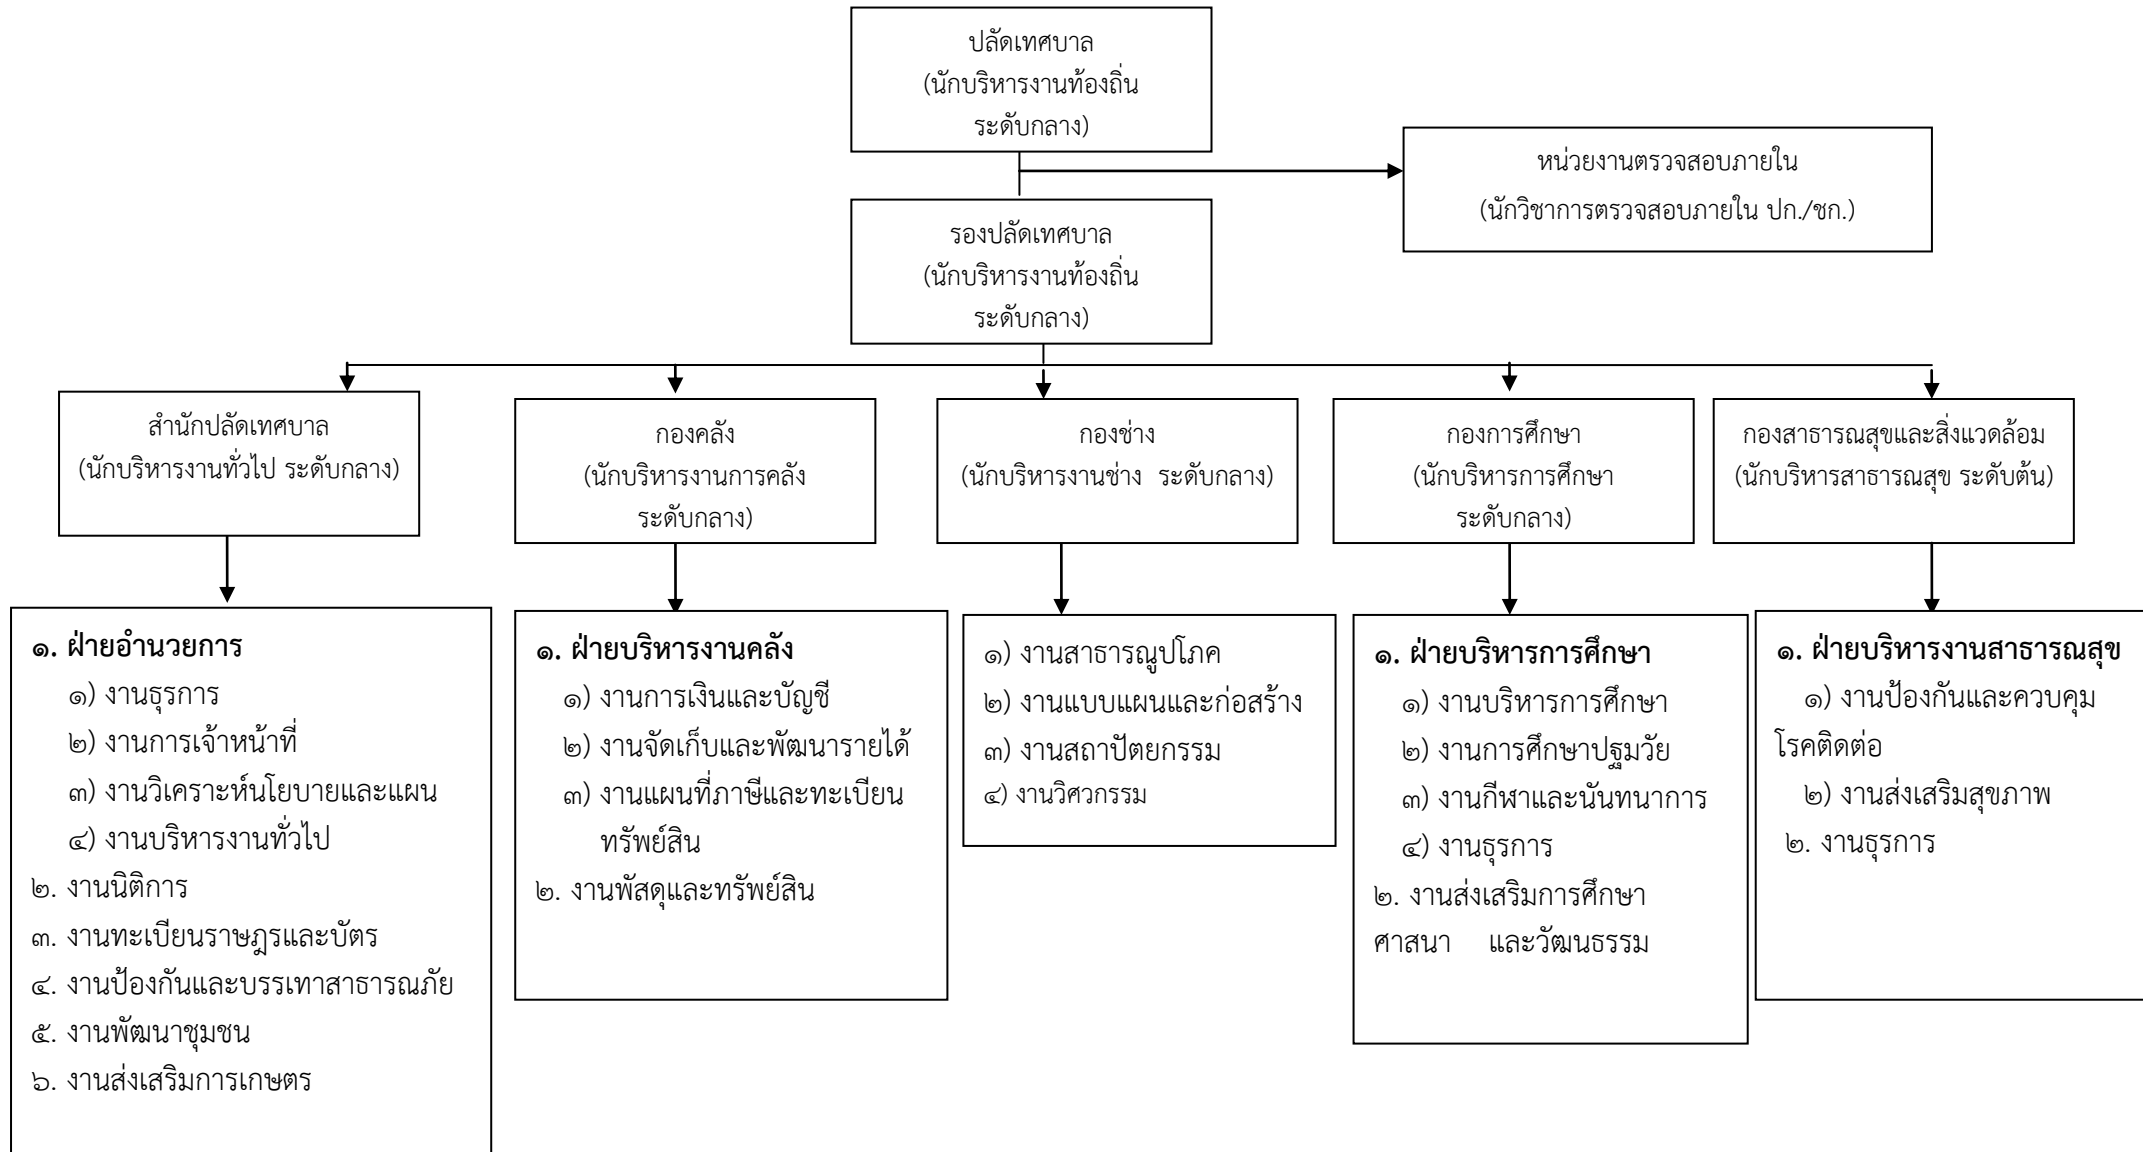 ปลัดเทศบาล
(นักบริหารงานท้องถิ่น
ระดับกลาง)
หน่วยงานตรวจสอบภายใน
(นักวิชาการตรวจสอบภายใน ปก./ชก.)
รองปลัดเทศบาล
(นักบริหารงานท้องถิ่น
ระดับกลาง)
สำนักปลัดเทศบาล
(นักบริหารงานทั่วไป ระดับกลาง)
กองคลัง
(นักบริหารงานการคลัง
ระดับกลาง)
กองช่าง
(นักบริหารงานช่าง ระดับกลาง)
กองการศึกษา
(นักบริหารการศึกษา
ระดับกลาง)
กองสาธารณสุขและสิ่งแวดล้อม
(นักบริหารสาธารณสุข ระดับต้น)
๑. ฝ่ายอำนวยการ
๑) งานธุรการ
๒) งานการเจ้าหน้าที่
๓) งานวิเคราะห์นโยบายและแผน
๔) งานบริหารงานทั่วไป
๒. งานนิติการ
๓. งานทะเบียนราษฎรและบัตร
๔. งานป้องกันและบรรเทาสาธารณภัย
๕. งานพัฒนาชุมชน
๖. งานส่งเสริมการเกษตร
๑. ฝ่ายบริหารงานคลัง
๑) งานการเงินและบัญชี
๒) งานจัดเก็บและพัฒนารายได้
๓) งานแผนที่ภาษีและทะเบียน
ทรัพย์สิน
๒. งานพัสดุและทรัพย์สิน
๑) งานสาธารณูปโภค
๒) งานแบบแผนและก่อสร้าง
๓) งานสถาปัตยกรรม
๔) งานวิศวกรรม
๑. ฝ่ายบริหารการศึกษา
๑) งานบริหารการศึกษา
๒) งานการศึกษาปฐมวัย
๓) งานกีฬาและนันทนาการ
๔) งานธุรการ
๒. งานส่งเสริมการศึกษา
ศาสนา และวัฒนธรรม
๑. ฝ่ายบริหารงานสาธารณสุข
๑) งานป้องกันและควบคุม
โรคติดต่อ
๒) งานส่งเสริมสุขภาพ
๒. งานธุรการ